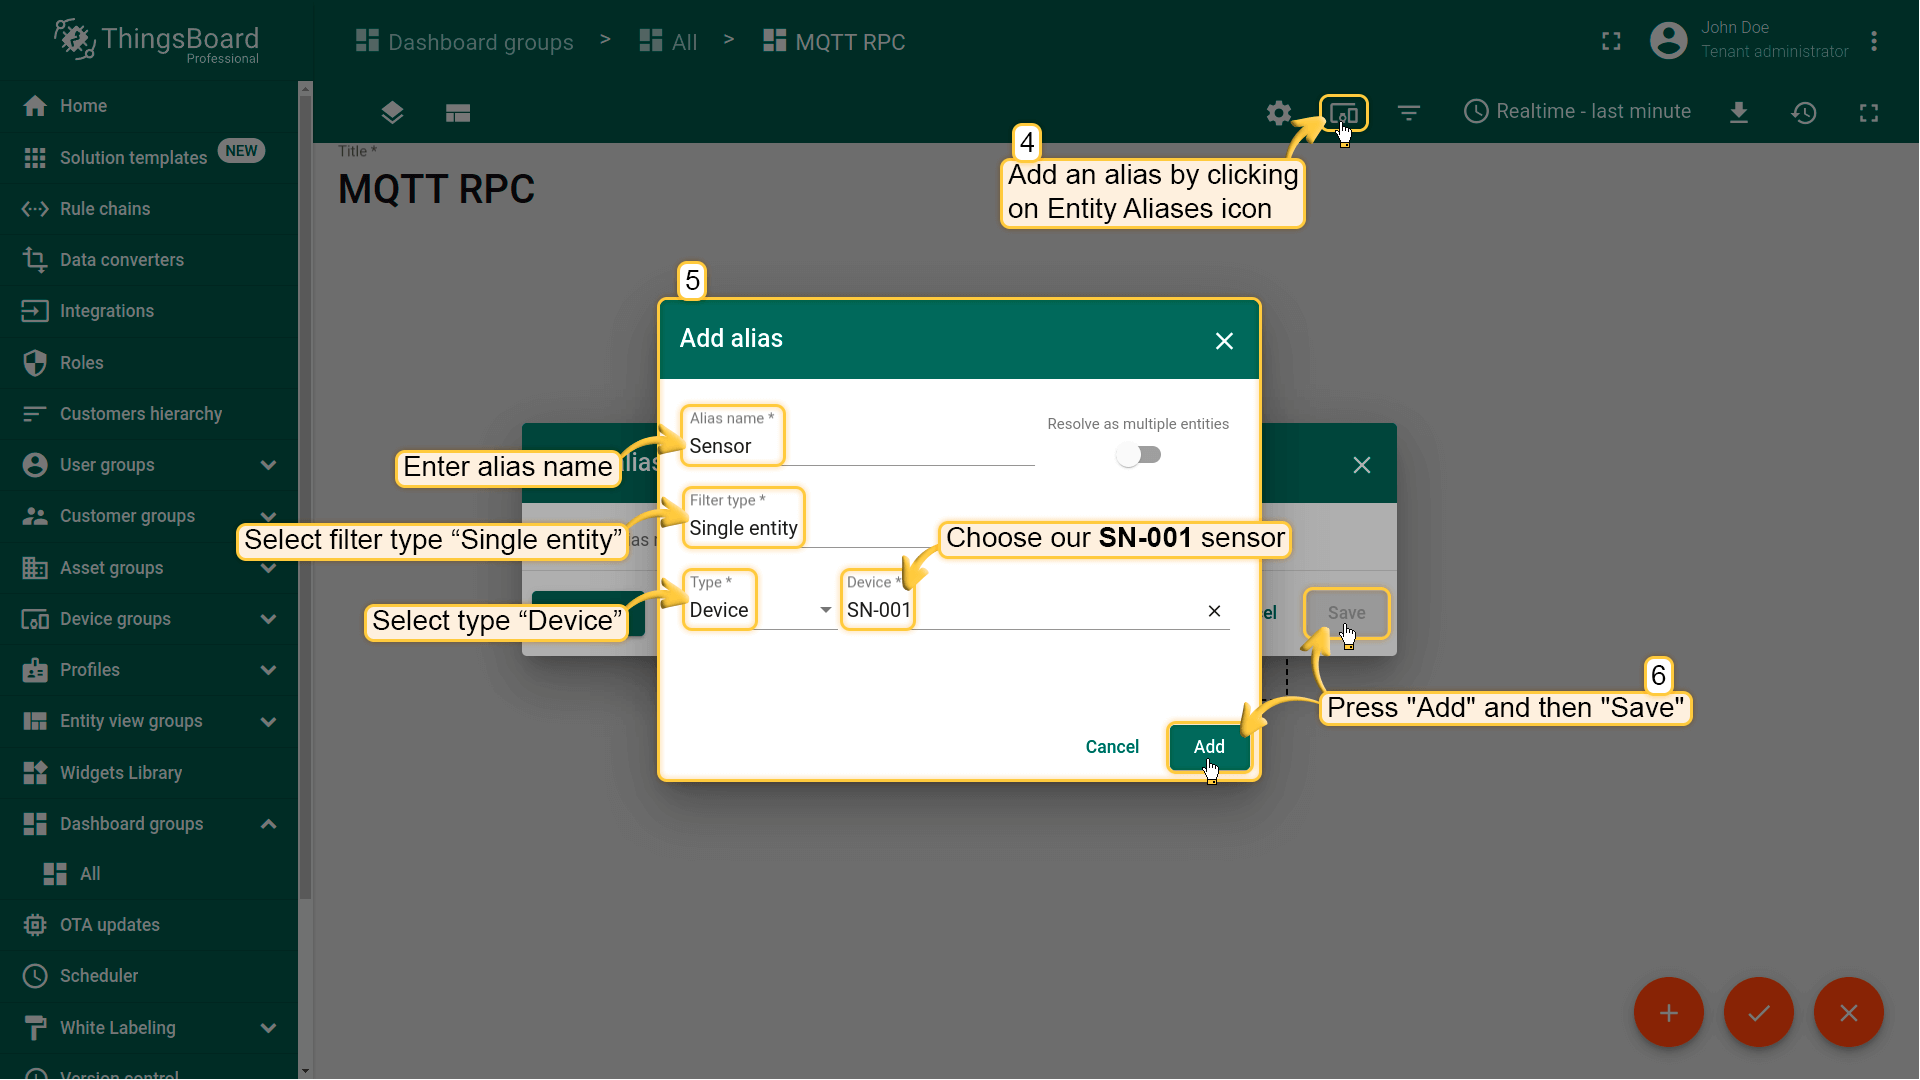 ThingsBoard
Professional
Dashboard groups > All > MQTT RPC
John Doe
Tenant administrator
Home
Solution templates NEW
Rule chains
Data converters
Integrations
Roles
Customers hierarchy
User groups
Customer groups
Asset groups
Device groups
Profiles
Entity view groups
Widgets Library
Dashboard groups
All
OTA updates
Scheduler
White Labeling
Version control
Realtime - last minute
Title *
MQTT RPC
4
Add an alias by clicking
on Entity Aliases icon
5
Add alias
Alias name *
Sensor
Resolve as multiple entities
Enter alias name
Filter type *
Single entity
Select filter type “Single entity”
Choose our SN-001 sensor
Type *
Device
Device *
SN-001
Select type “Device”
Save
6
Press "Add" and then "Save"
Cancel
Add